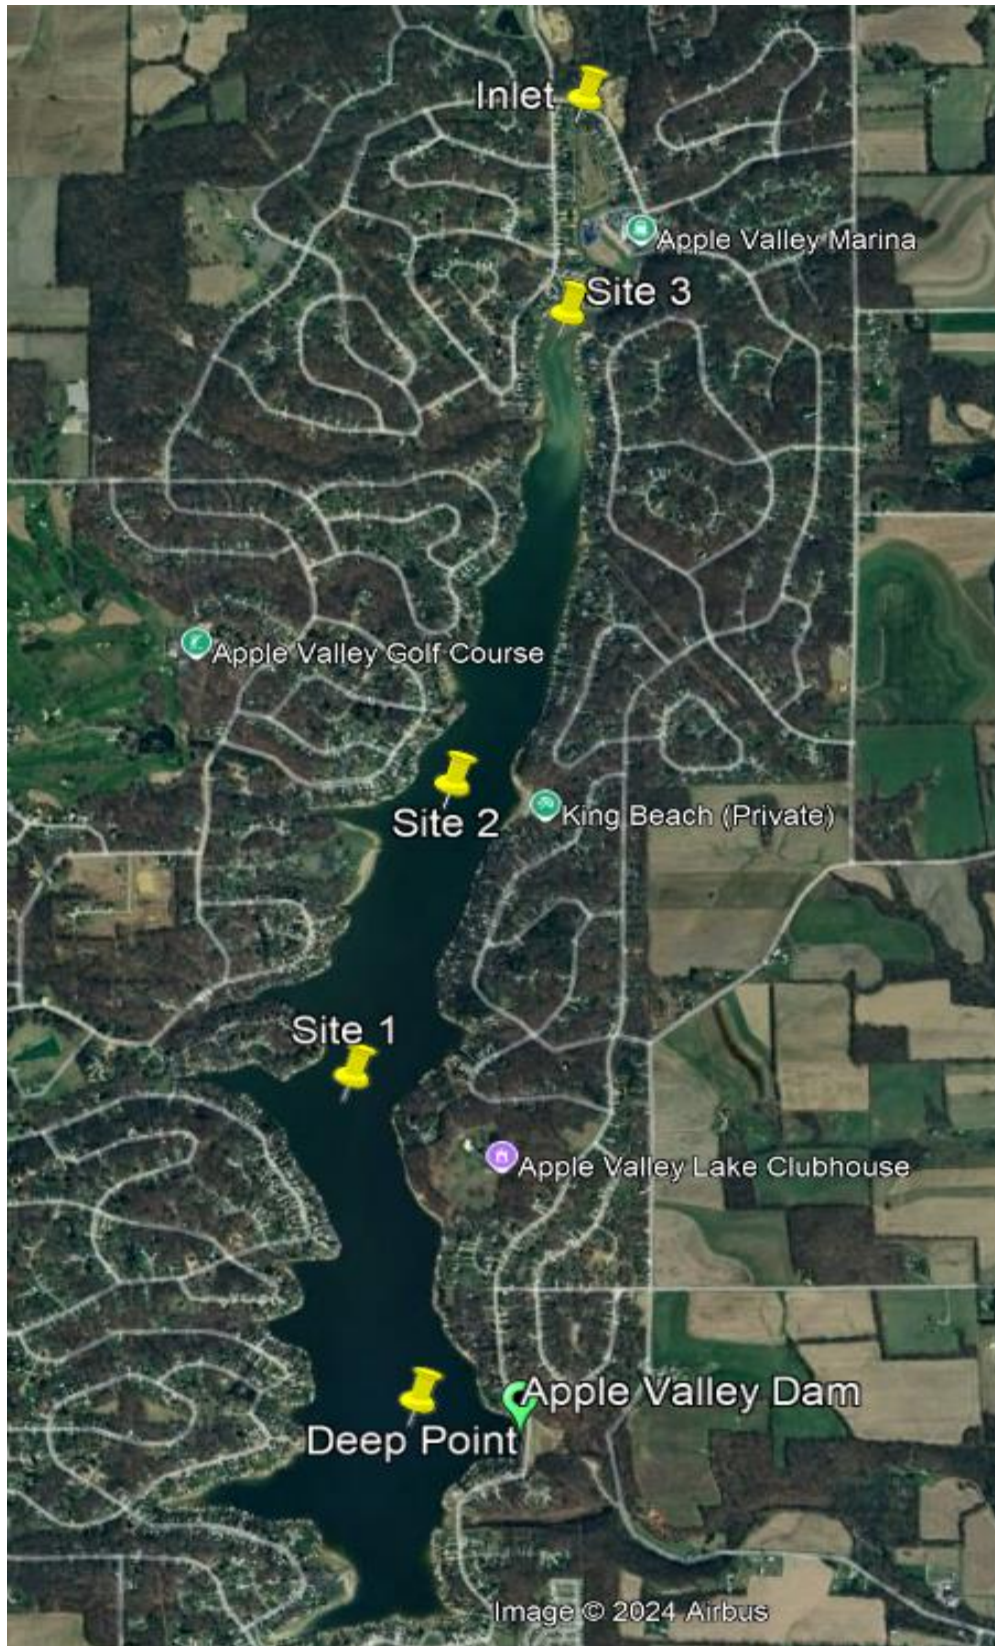 Inlet
Apple Valley Marina
Site 3
Apple Valley Golf Course
Site 2
King Beach (Private)
Site 1
Apple Valley Lake Clubhouse
Apple Valley Dam
Deep Point
Image © 2024 Airbus